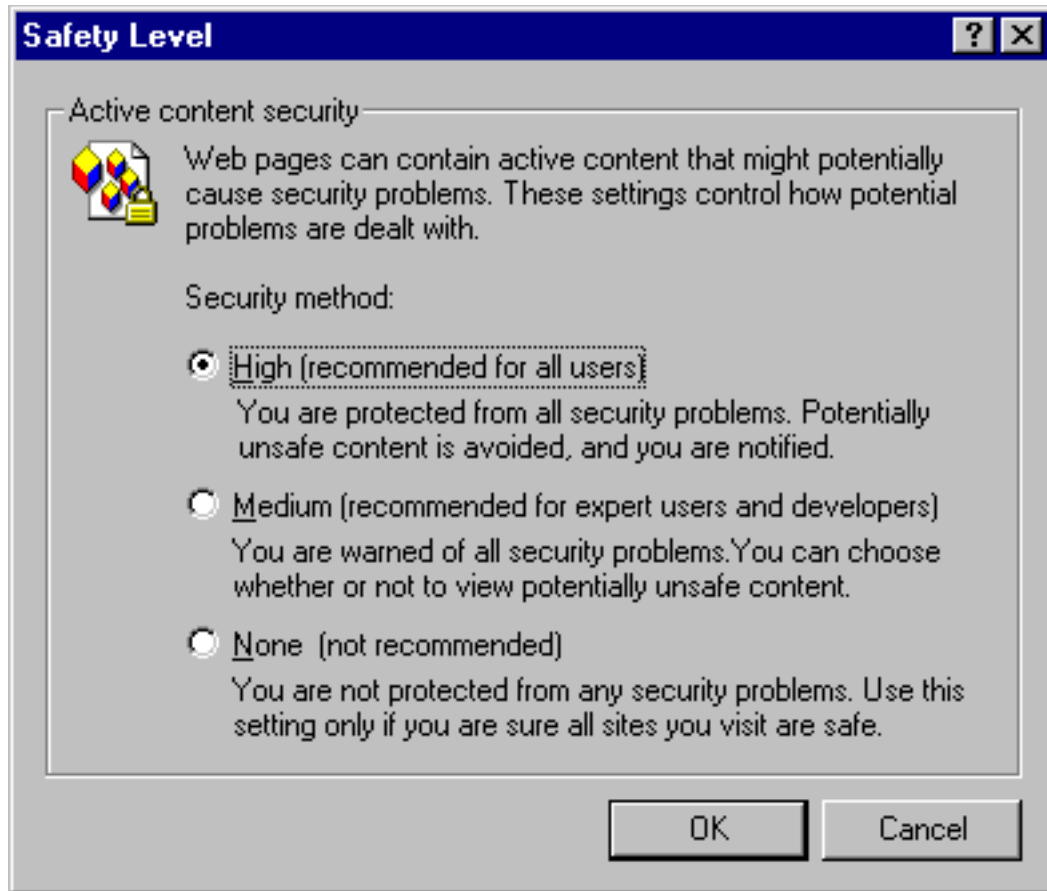 Safety Level
Active content security
Web pages can contain active content that might potentially
cause security problems. These settings control how potential
problems are dealt with.
Security method:
High (recommended for all users)
You are protected from all security problems. Potentially
unsafe content is avoided, and you are notified.
Medium (recommended for expert users and developers)
You are warned of all security problems.You can choose
whether or not to view potentially unsafe content.
None  (not recommended)
You are not protected from any security problems. Use this
setting only if you are sure all sites you visit are safe.
OK
Cancel